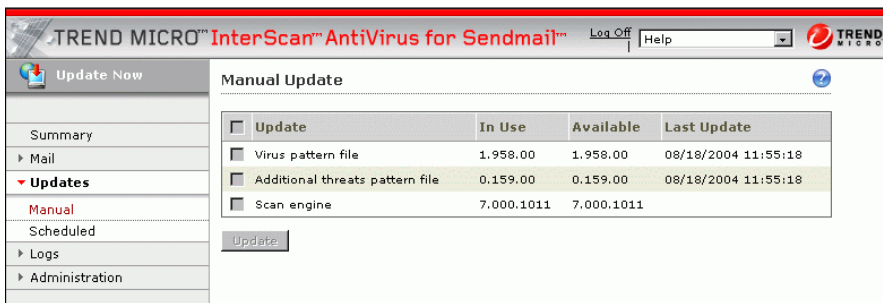 TREND MICRO™ InterScan™ AntiVirus for Sendmail™
Log Off
Help
TREND
MICRO
Update Now
Manual Update
Summary
Mail
Updates
Manual
Scheduled
Logs
Administration
Update In Use Available Last Update
Virus pattern file 1.958.00 1.958.00 08/18/2004 11:55:18
Additional threats pattern file 0.159.00 0.159.00 08/18/2004 11:55:18
Scan engine 7.000.1011 7.000.1011
Update